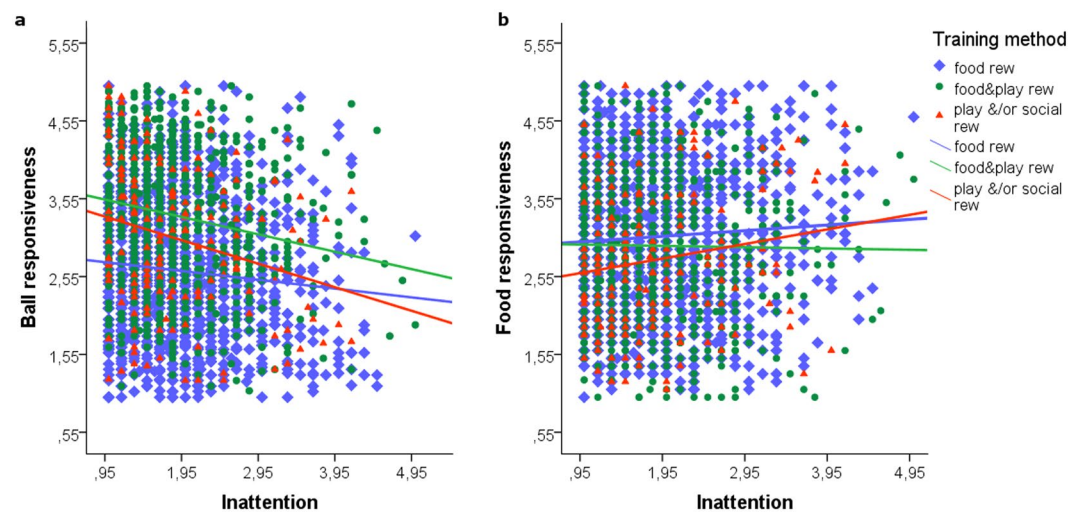 a
Ball responsiveness
5,55
4,55
3,55
2,55
1,55
,55
,95
1,95
2,95
3,95
4,95
Inattention
b
Food responsiveness
5,55
4,55
3,55
2,55
1,55
,55
,95
1,95
2,95
3,95
4,95
Inattention
Training method
food rew
food&play rew
play &/or social
rew
food rew
food&play rew
play &/or social
rew